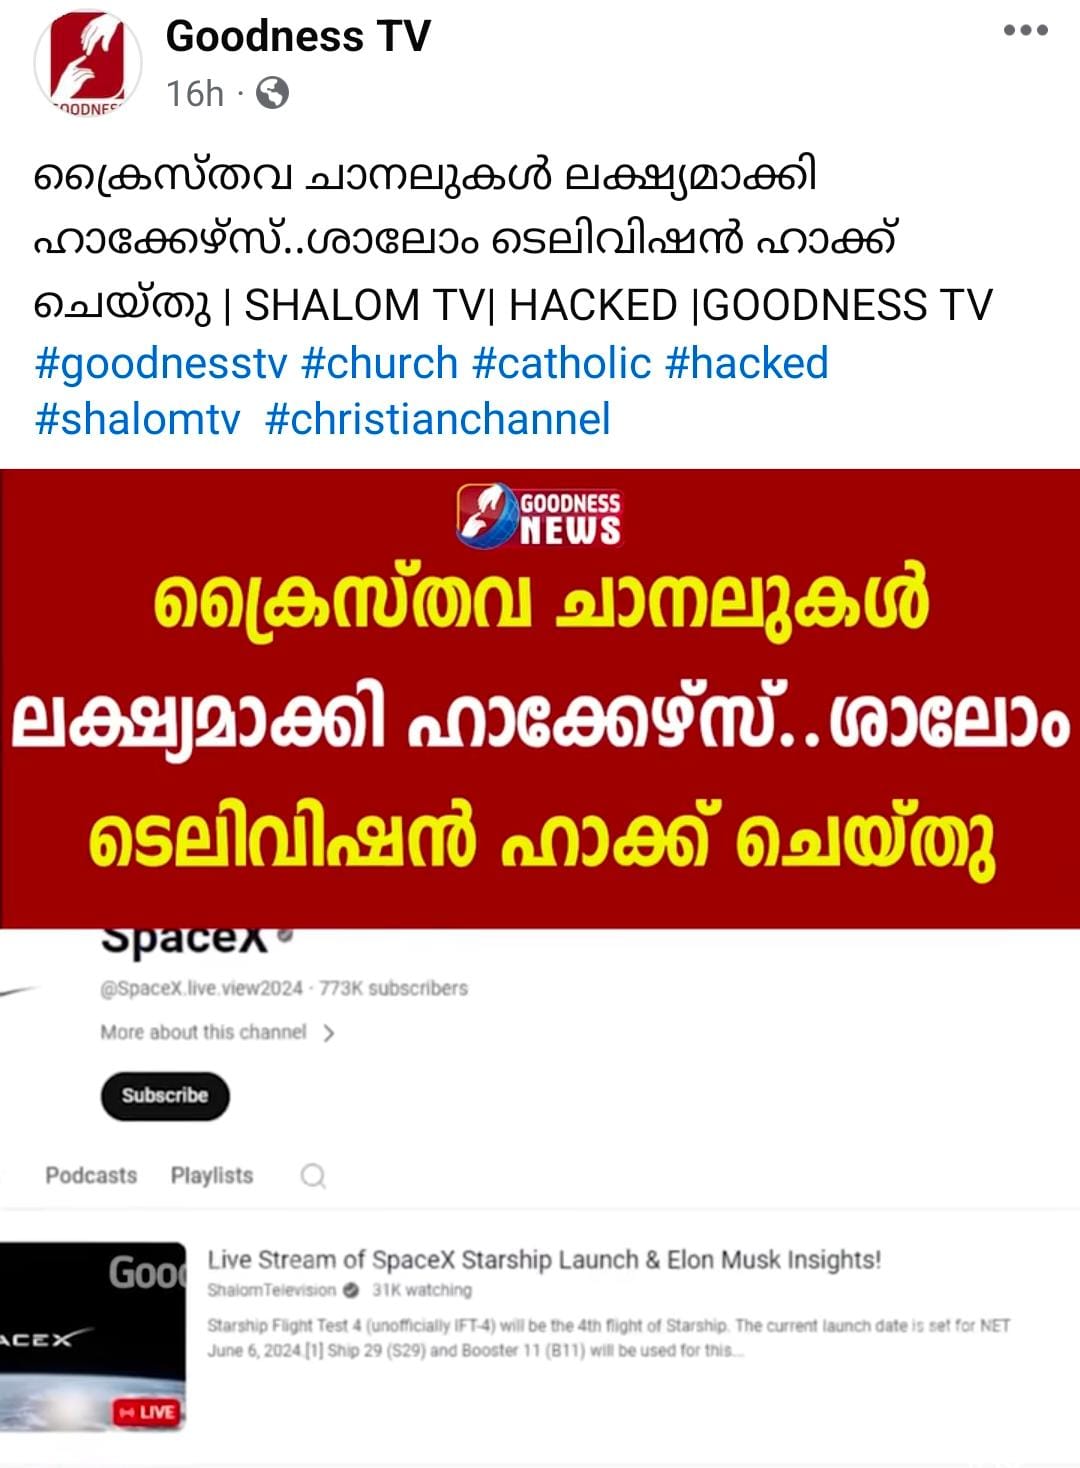 Goodness TV
16h ·
GOODNES
ക്രൈസ്തവ ചാനലുകൾ ലക്ഷ്യമാക്കി
ഹാക്കേഴ്സ്..ശാലോം ടെലിവിഷൻ ഹാക്ക്
ചെയ്തു | SHALOM TV| HACKED |GOODNESS TV
#goodnesstv #church #catholic #hacked
#shalomtv #christianchannel
GOODNESS
NEWS
ക്രൈസ്തവ ചാനലുകൾ
ലക്ഷ്യമാക്കി ഹാക്കേഴ്സ്..ശാലോം
ടെലിവിഷൻ ഹാക്ക് ചെയ്തു
SpaceX
@SpaceX.live.view2024 · 773K subscribers
More about this channel >
Subscribe
Podcasts Playlists
Good
ACEX
LIVE
Live Stream of SpaceX Starship Launch & Elon Musk Insights!
ShalomTelevision 31K watching
Starship Flight Test 4 (unofficially IFT-4) will be the 4th flight of Starship. The current launch date is set for NET
June 6, 2024.[1] Ship 29 (S29) and Booster 11 (B11) will be used for this...